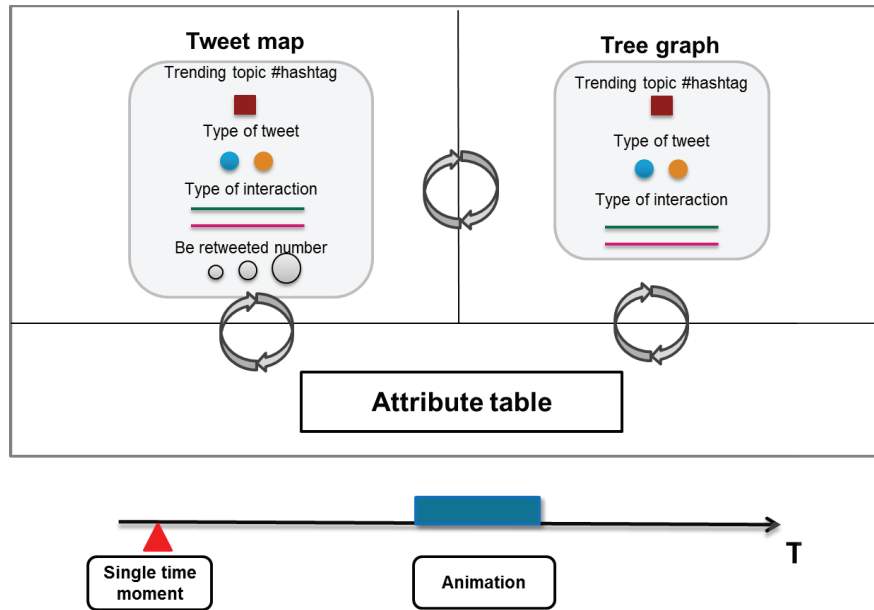 Tweet map
Trending topic #hashtag
Type of tweet
Type of interaction
Be retweeted number
Tree graph
Trending topic #hashtag
Type of tweet
Type of interaction
Attribute table
T
Single time
moment
Animation